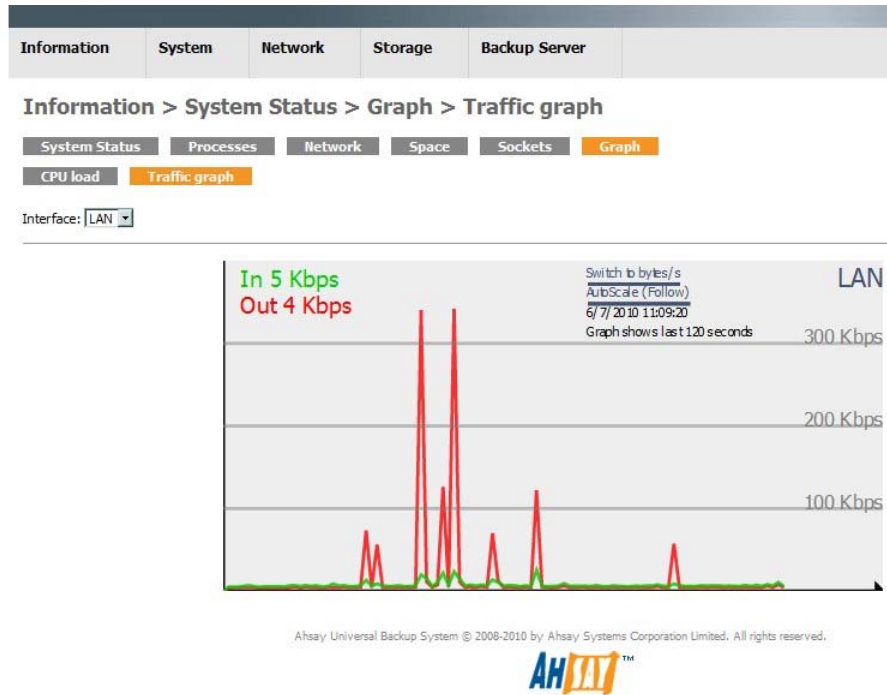 Information System Network Storage Backup Server
Information > System Status > Graph > Traffic graph
System Status Processes Network Space Sockets Graph
CPU load Traffic graph
Interface: LAN
In 5 Kbps
Out 4 Kbps
Switch to bytes/s
AutoScale (Follow)
6/7/2010 11:09:20
Graph shows last 120 seconds
LAN
300 Kbps
200 Kbps
100 Kbps
Ahsay Universal Backup System © 2008-2010 by Ahsay Systems Corporation Limited. All rights reserved.
AHSAY™